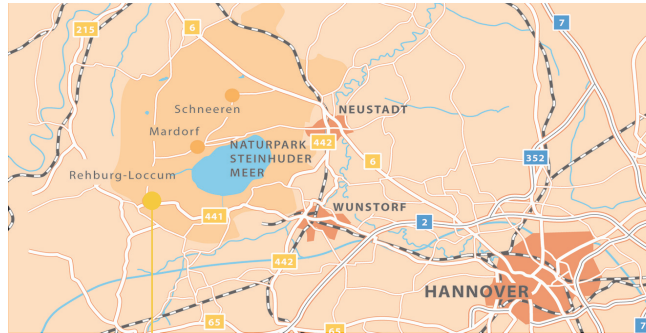 7
215
6
Schneeren
NEUSTADT
Mardorf
NATURPARK
STEINHUDER
MEER
442
6
352
Rehburg-Loccum
WUNSTORF
441
2
442
HANNOVER
65
65
7